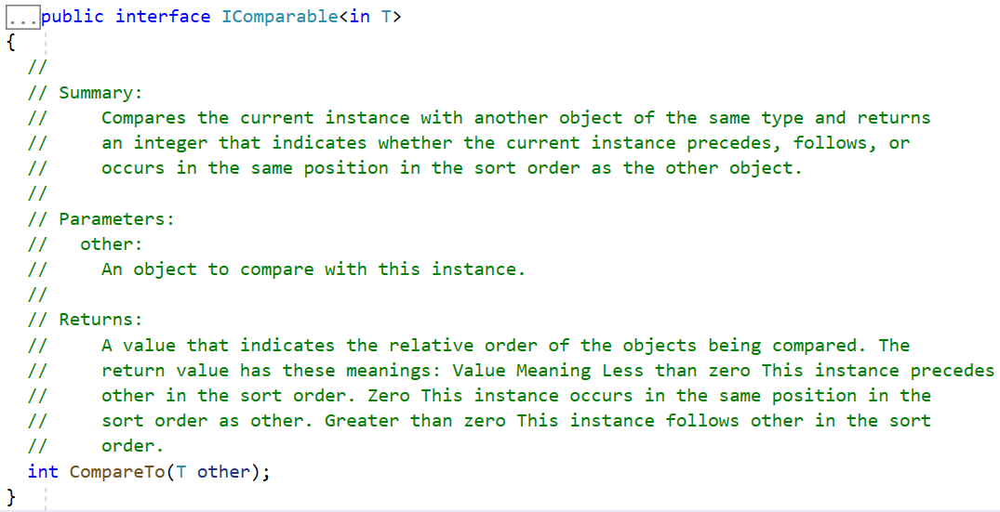 ...public interface IComparable<in T>
{
//
// Summary:
//     Compares the current instance with another object of the same type and returns
//     an integer that indicates whether the current instance precedes, follows, or
//     occurs in the same position in the sort order as the other object.
//
// Parameters:
//   other:
//     An object to compare with this instance.
//
// Returns:
//     A value that indicates the relative order of the objects being compared. The
//     return value has these meanings: Value Meaning Less than zero This instance precedes
//     other in the sort order. Zero This instance occurs in the same position in the
//     sort order as other. Greater than zero This instance follows other in the sort
//     order.
int CompareTo(T other);
}